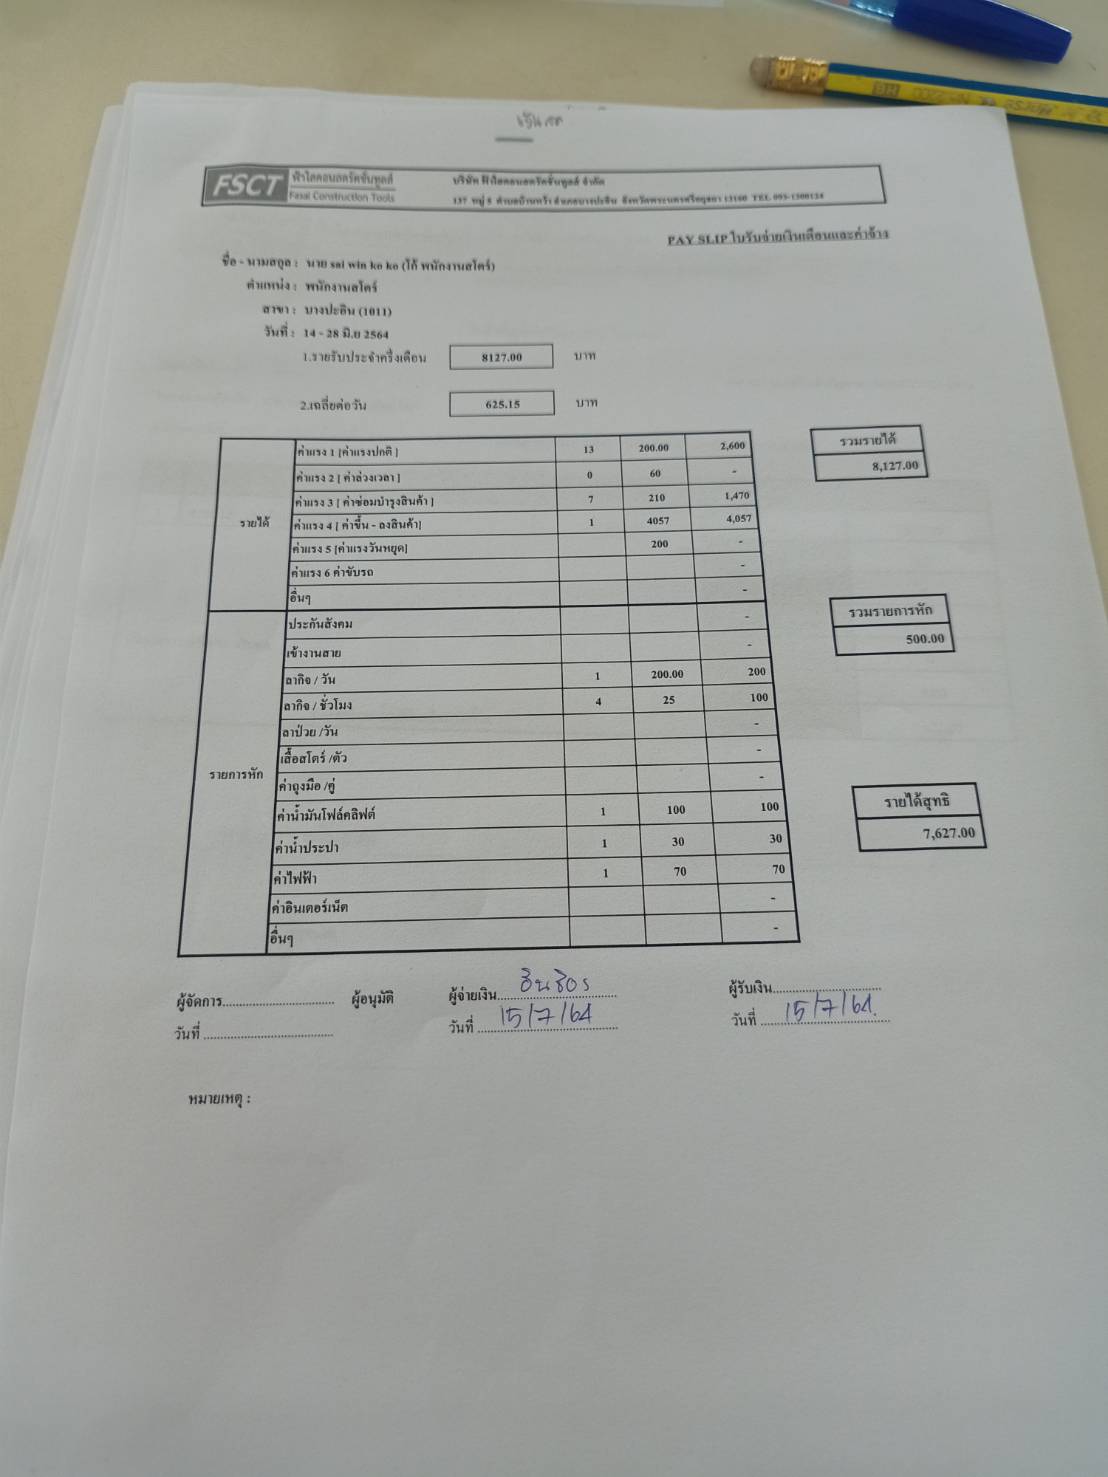 เงินสด
FSCT ฟ้าใสคอนสตรัคชั่นทูลส์
Fasai Construction Tools
บริษัท ฟ้าใสคอนสตรัคชั่นทูลส์ จำกัด
137 หมู่ 5 ตำบลบ้านหว้า อำเภอบางปะอิน จังหวัดพระนครศรีอยุธยา 13160 TEL 093-1300134
PAY SLIP ใบรับจ่ายเงินเดือนและค่าจ้าง
ชื่อ - นามสกุล : นาย sai win ko ko (โก้ พนักงานสโตร์)
ตำแหน่ง : พนักงานสโตร์
สาขา : บางปะอิน (1011)
วันที่ : 14 - 28 มิ.ย 2564
1.รายรับประจำครึ่งเดือน 8127.00 บาท
2.เฉลี่ยต่อวัน 625.15 บาท
รายได้
ค่าแรง 1 [ค่าแรงปกติ ] 13 200.00 2,600
ค่าแรง 2 [ ค่าล่วงเวลา ] 0 60 -
ค่าแรง 3 [ ค่าซ่อมบำรุงสินค้า ] 7 210 1,470
ค่าแรง 4 [ ค่าขึ้น - ลงสินค้า] 1 4057 4,057
ค่าแรง 5 [ค่าแรงวันหยุด] 200 -
ค่าแรง 6 ค่าขับรถ -
อื่นๆ -
รวมรายได้
8,127.00
รายการหัก
ประกันสังคม -
เข้างานสาย -
ลากิจ / วัน 1 200.00 200
ลากิจ / ชั่วโมง 4 25 100
ลาป่วย /วัน -
เสื้อสโตร์ /ตัว -
ค่าถุงมือ /คู่ -
ค่าน้ำมันโฟล์คลิฟต์ 1 100 100
ค่าน้ำประปา 1 30 30
ค่าไฟฟ้า 1 70 70
ค่าอินเตอร์เน็ต -
อื่นๆ -
รวมรายการหัก
500.00
รายได้สุทธิ
7,627.00
ผู้จัดการ ผู้อนุมัติ ผู้จ่ายเงิน ผู้รับเงิน
วันที่ วันที่ 15/7/64 วันที่ 15/7/64.
หมายเหตุ :